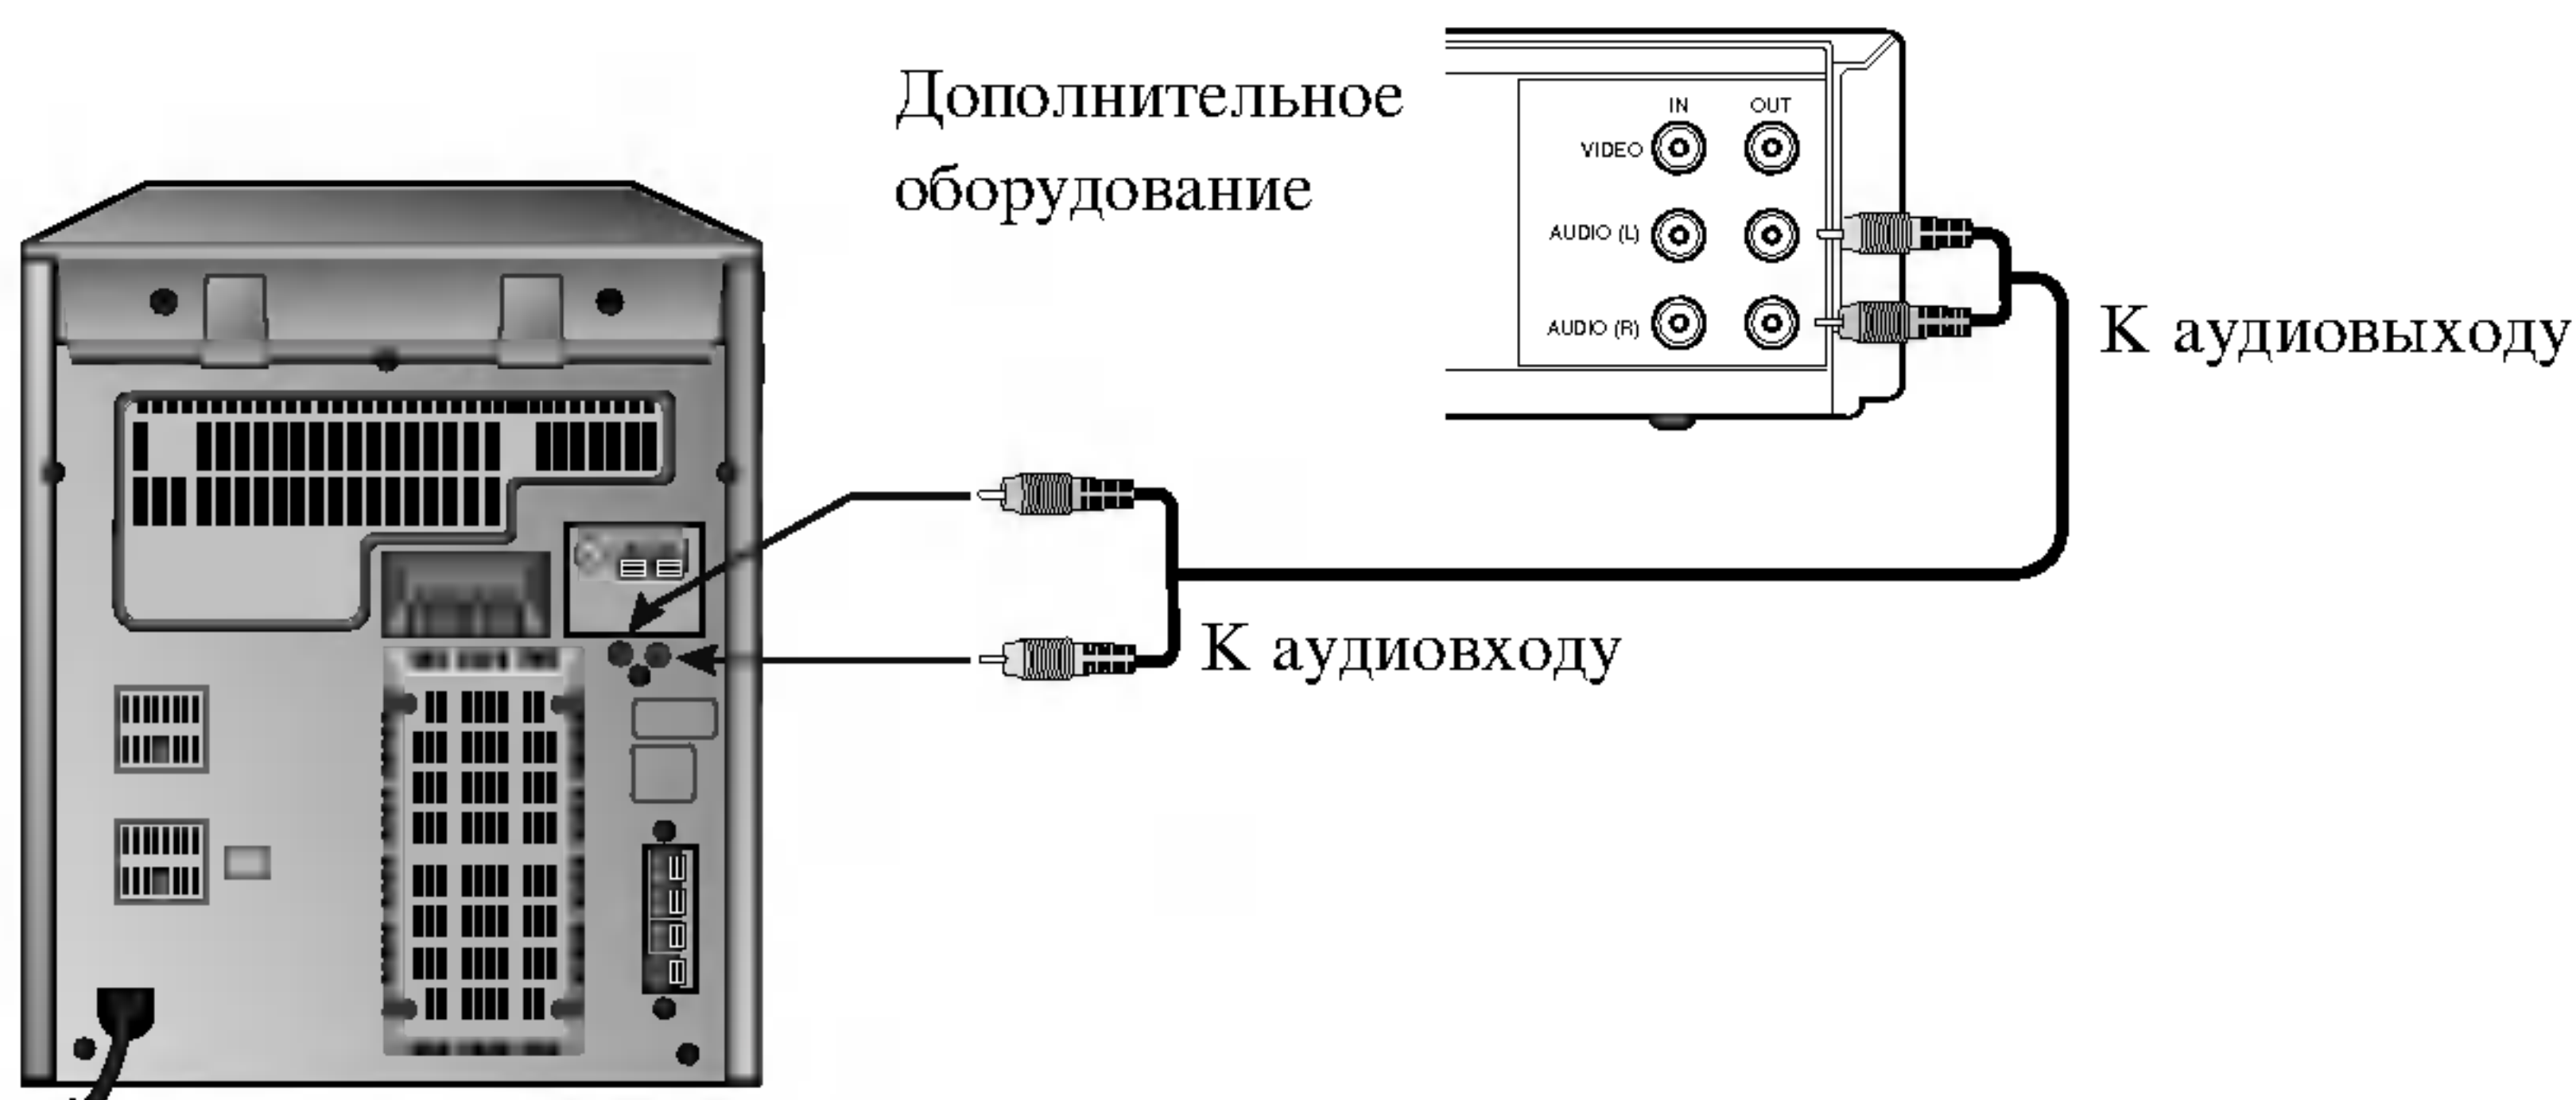 Дополнительное
оборудование
IN OUT
VIDEO
AUDIO (L)
AUDIO (R)
К аудиовыходу
К аудиовходу